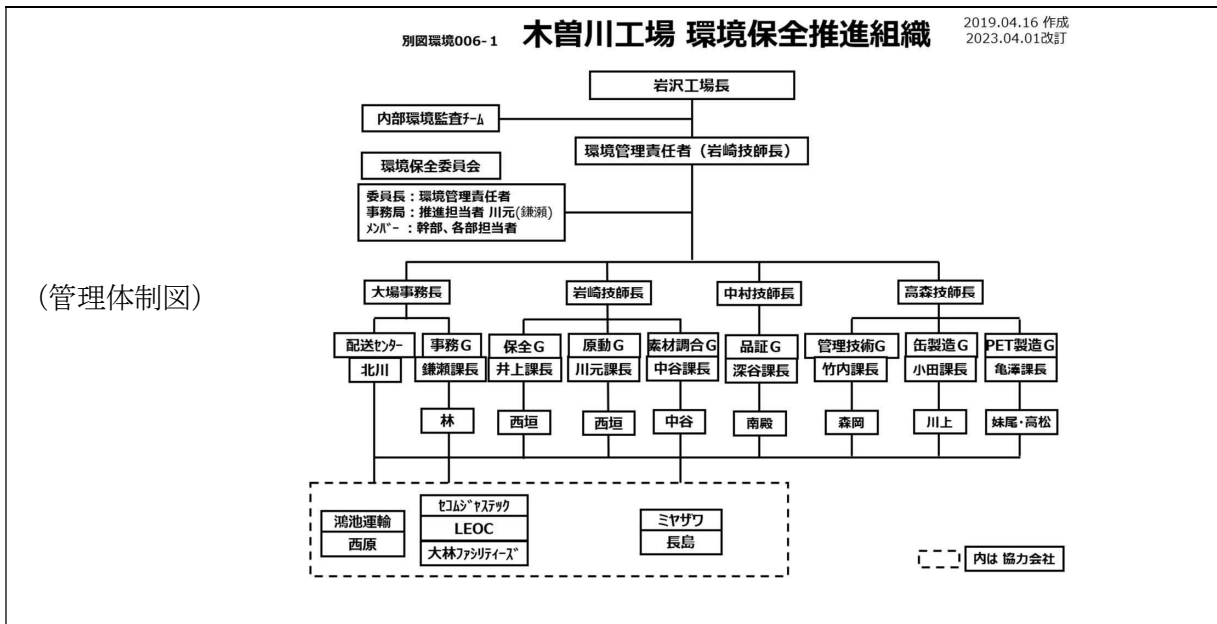 別図環境006-1 木曽川工場 環境保全推進組織
2019.04.16 作成
2023.04.01改訂
岩沢工場長
内部環境監査ﾁｰﾑ
環境管理責任者（岩崎技師長）
環境保全委員会
委員長：環境管理責任者
事務局：推進担当者 川元(鎌瀬)
ﾒﾝﾊﾞｰ：幹部、各部担当者
(管理体制図)
大場事務長 岩崎技師長 中村技師長 高森技師長
配送ｾﾝﾀｰ 事務G 保全G 原動G 素材調合G 品証G 管理技術G 缶製造G PET製造G
北川 鎌瀬課長 井上課長 川元課長 中谷課長 深谷課長 竹内課長 小田課長 亀澤課長
林 西垣 西垣 中谷 南殿 森岡 川上 妹尾・高松
鴻池運輸
西原
ｾｺﾑｼﾞｬｽﾃｯｸ
LEOC
大林ﾌｧｼﾘﾃｨｰｽﾞ
ミヤザワ
長島
内は 協力会社